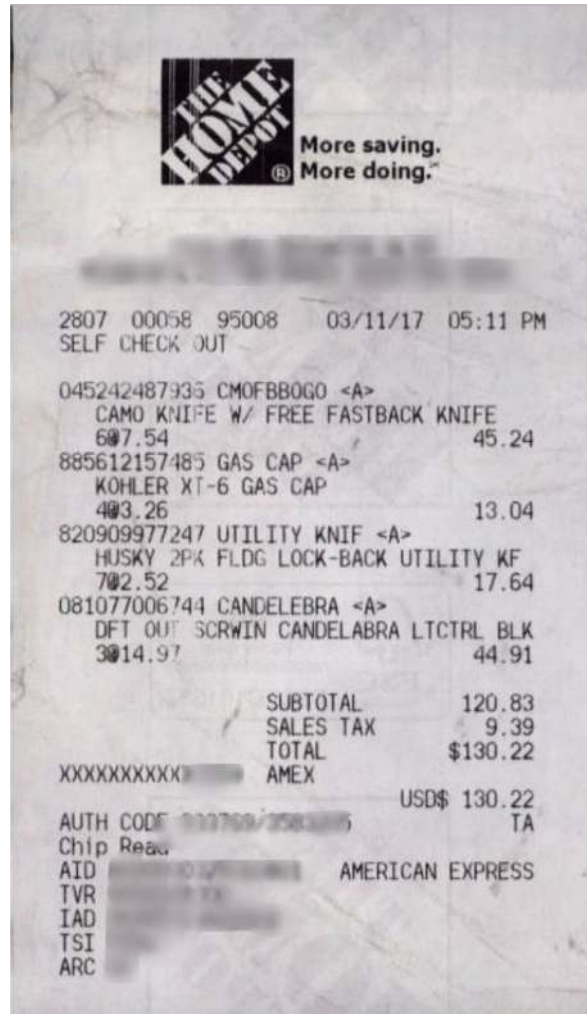 THE
HOME
DEPOT
®
More saving.
More doing.℠
2807 00058 95008 03/11/17 05:11 PM
SELF CHECK OUT
045242487935 CMOFBBOGO <A>
CAMO KNIFE W/ FREE FASTBACK KNIFE
6@7.54 45.24
885612157485 GAS CAP <A>
KOHLER XT-6 GAS CAP
4@3.26 13.04
820909977247 UTILITY KNIF <A>
HUSKY 2PK FLDG LOCK-BACK UTILITY KF
7@2.52 17.64
081077006744 CANDELEBRA <A>
DFT OUT SCRWIN CANDELABRA LTCTRL BLK
3@14.97 44.91
SUBTOTAL 120.83
SALES TAX 9.39
TOTAL $130.22
XXXXXXXXXXX AMEX
USD$ 130.22
AUTH CODE TA
Chip Read
AID AMERICAN EXPRESS
TVR
IAD
TSI
ARC